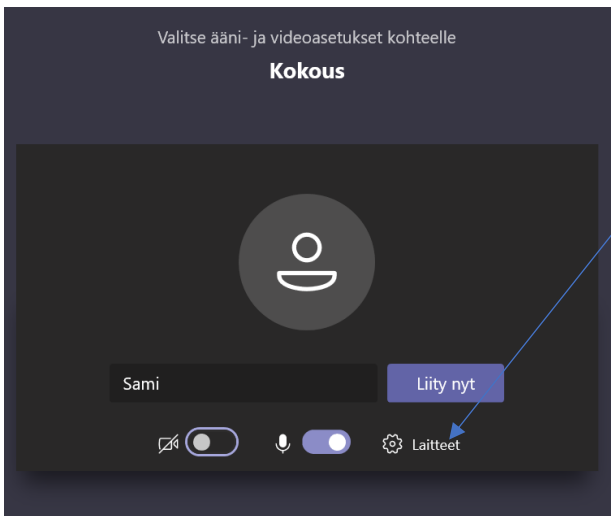 Valitse ääni- ja videoasetukset kohteelle
Kokous
Sami
Liity nyt
Laitteet